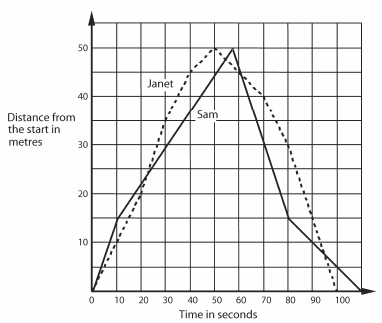 50
Janet
40
Distance from
the start in
metres
Sam
30
20
10
0 10 20 30 40 50 60 70 80 90 100
Time in seconds